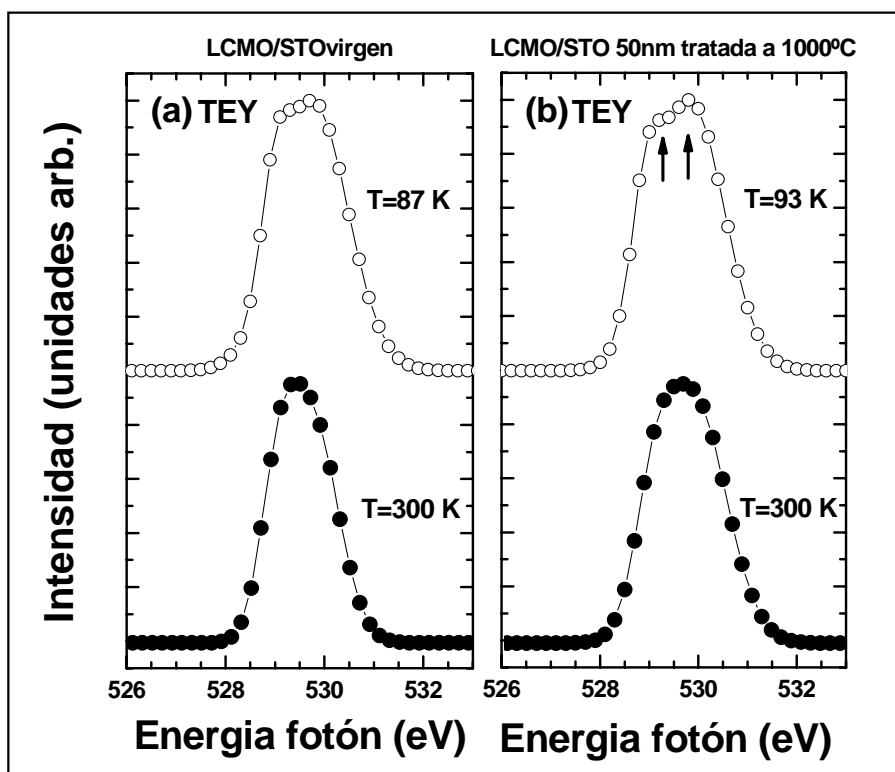 LCMO/STOvirgen
LCMO/STO 50nm tratada a 1000ºC
(a) TEY
(b) TEY
T=87 K
T=93 K
T=300 K
T=300 K
Intensidad (unidades arb.)
526 528 530 532
526 528 530 532
Energia fotón (eV)
Energia fotón (eV)